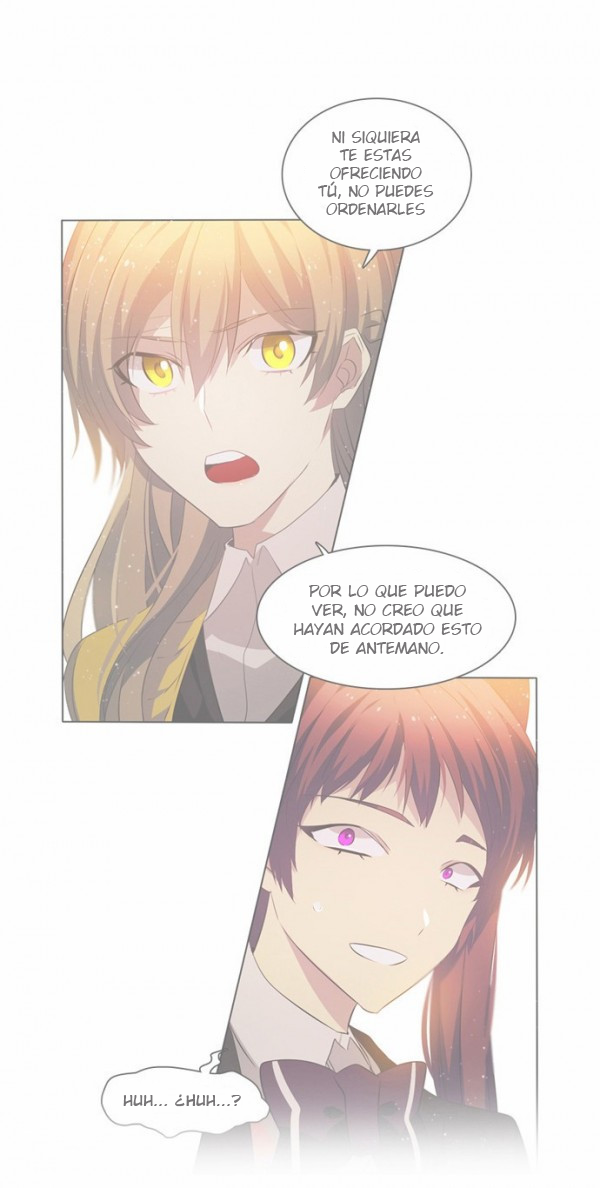 NI SIQUIERA
TE ESTAS
OFRECIENDO
TÚ, NO PUEDES
ORDENARLES
POR LO QUE PUEDO
VER, NO CREO QUE
HAYAN ACORDADO ESTO
DE ANTEMANO.
HUH... ¿HUH...?